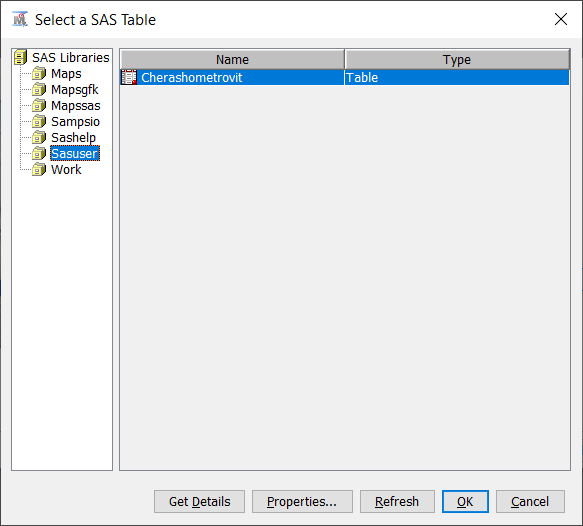 Select a SAS Table
SAS Libraries
Maps
Mapsgfk
Mapssas
Sampsio
Sashelp
Sasuser
Work
Name Type
Cherashometrovit Table
Get Details Properties... Refresh OK Cancel